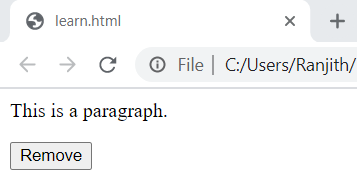 learn.html
File | C:/Users/Ranjith/
This is a paragraph.
Remove